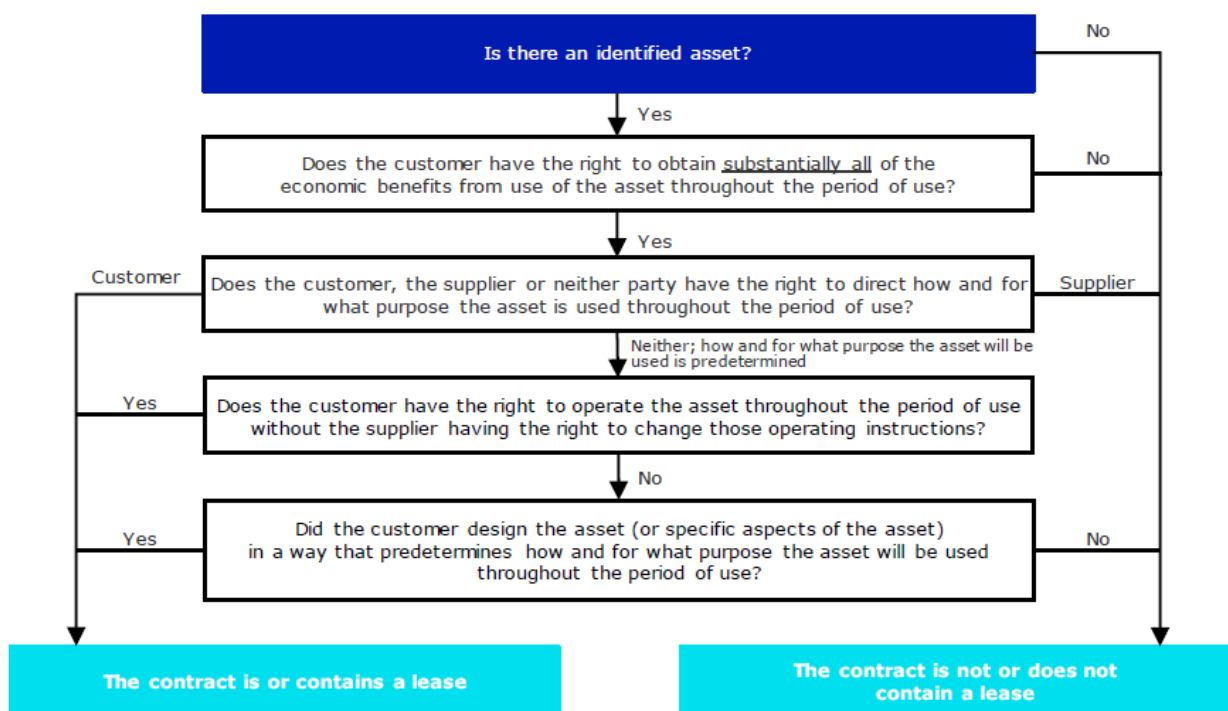 Is there an identified asset?
No
Yes
Does the customer have the right to obtain substantially all of the
economic benefits from use of the asset throughout the period of use?
No
Yes
Customer
Does the customer, the supplier or neither party have the right to direct how and for
what purpose the asset is used throughout the period of use?
Supplier
Neither; how and for what purpose the asset will be
used is predetermined
Yes
Does the customer have the right to operate the asset throughout the period of use
without the supplier having the right to change those operating instructions?
No
Yes
Did the customer design the asset (or specific aspects of the asset)
in a way that predetermines how and for what purpose the asset will be used
throughout the period of use?
No
The contract is or contains a lease
The contract is not or does not
contain a lease